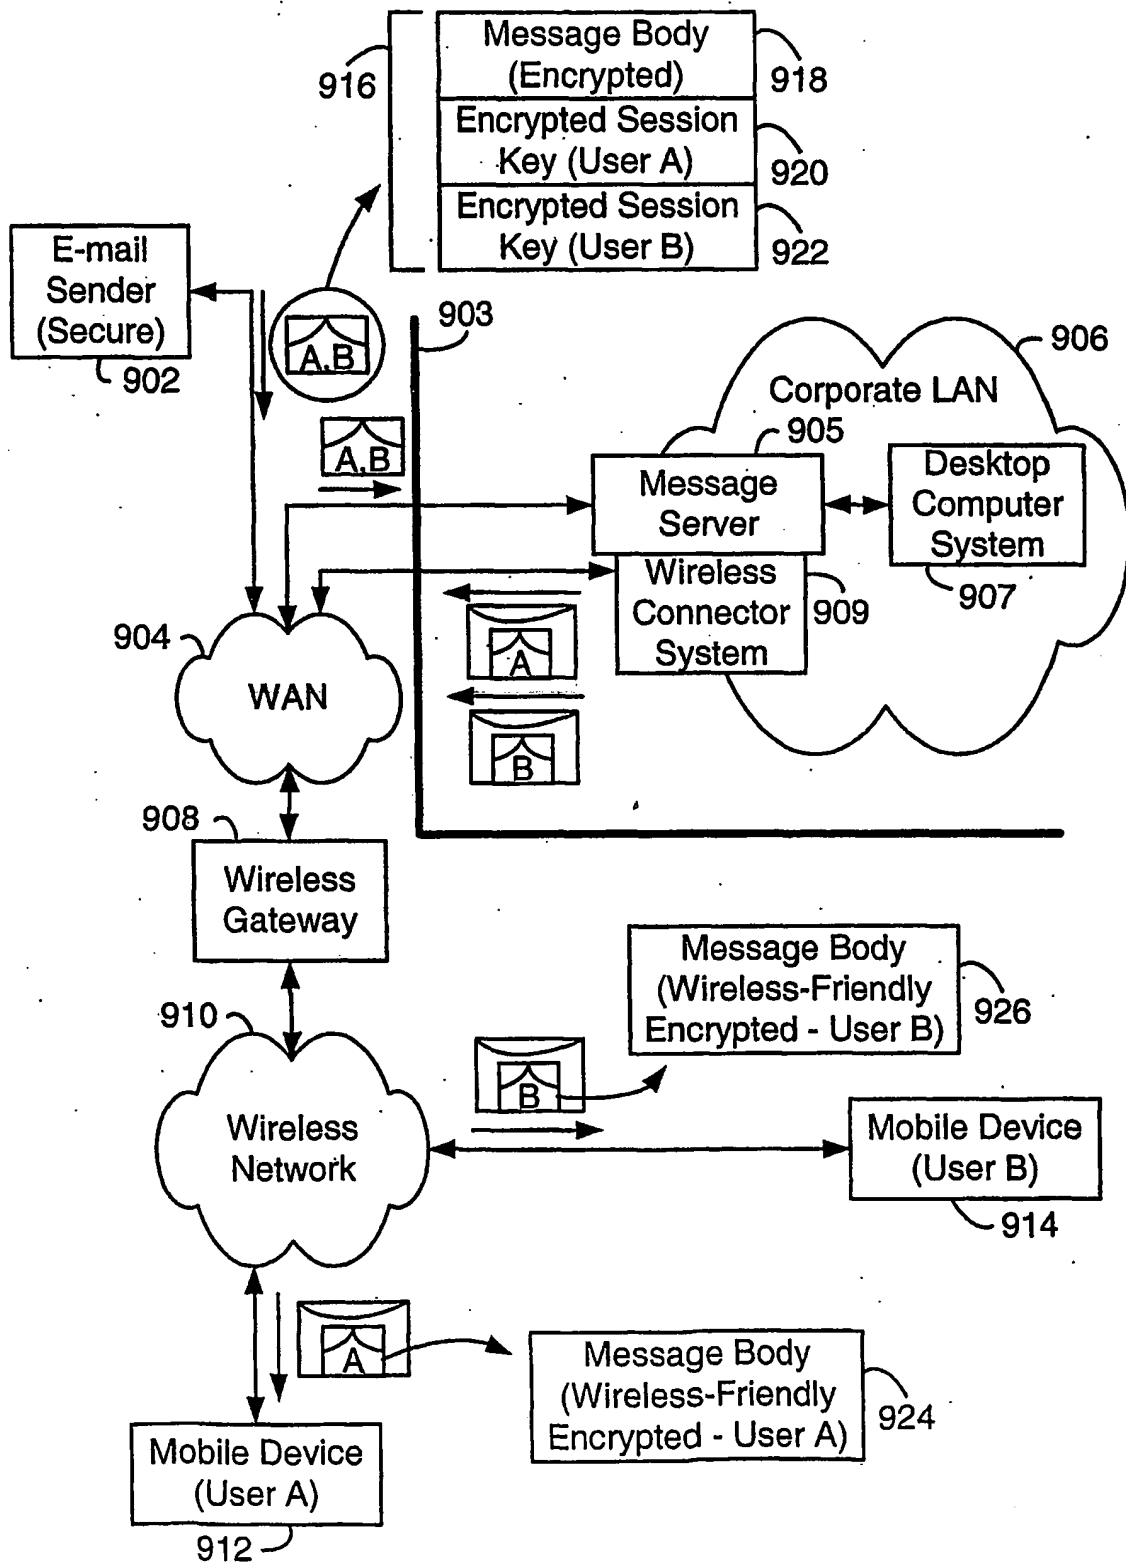 916
Message Body
(Encrypted)
918
Encrypted Session
Key (User A)
920
Encrypted Session
Key (User B)
922
E-mail
Sender
(Secure)
902
A,B
903
906
Corporate LAN
905
A,B
Message
Server
Desktop
Computer
System
907
Wireless
Connector
System
909
904
WAN
A
B
908
Wireless
Gateway
Message Body
(Wireless-Friendly
Encrypted - User B)
926
910
B
Wireless
Network
Mobile Device
(User B)
914
A
Message Body
(Wireless-Friendly
Encrypted - User A)
924
Mobile Device
(User A)
912